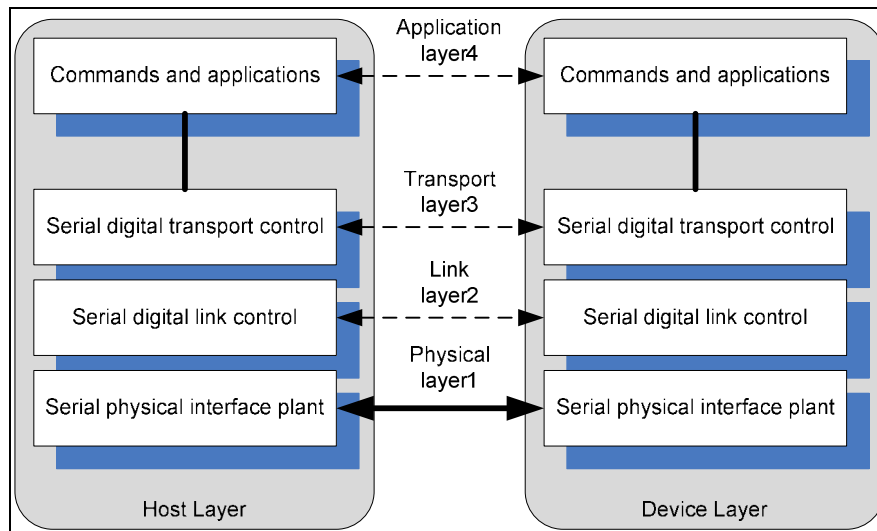 Application
layer4
Commands and applications
Commands and applications
Transport
layer3
Serial digital transport control
Serial digital transport control
Link
layer2
Serial digital link control
Serial digital link control
Physical
layer1
Serial physical interface plant
Serial physical interface plant
Host Layer
Device Layer